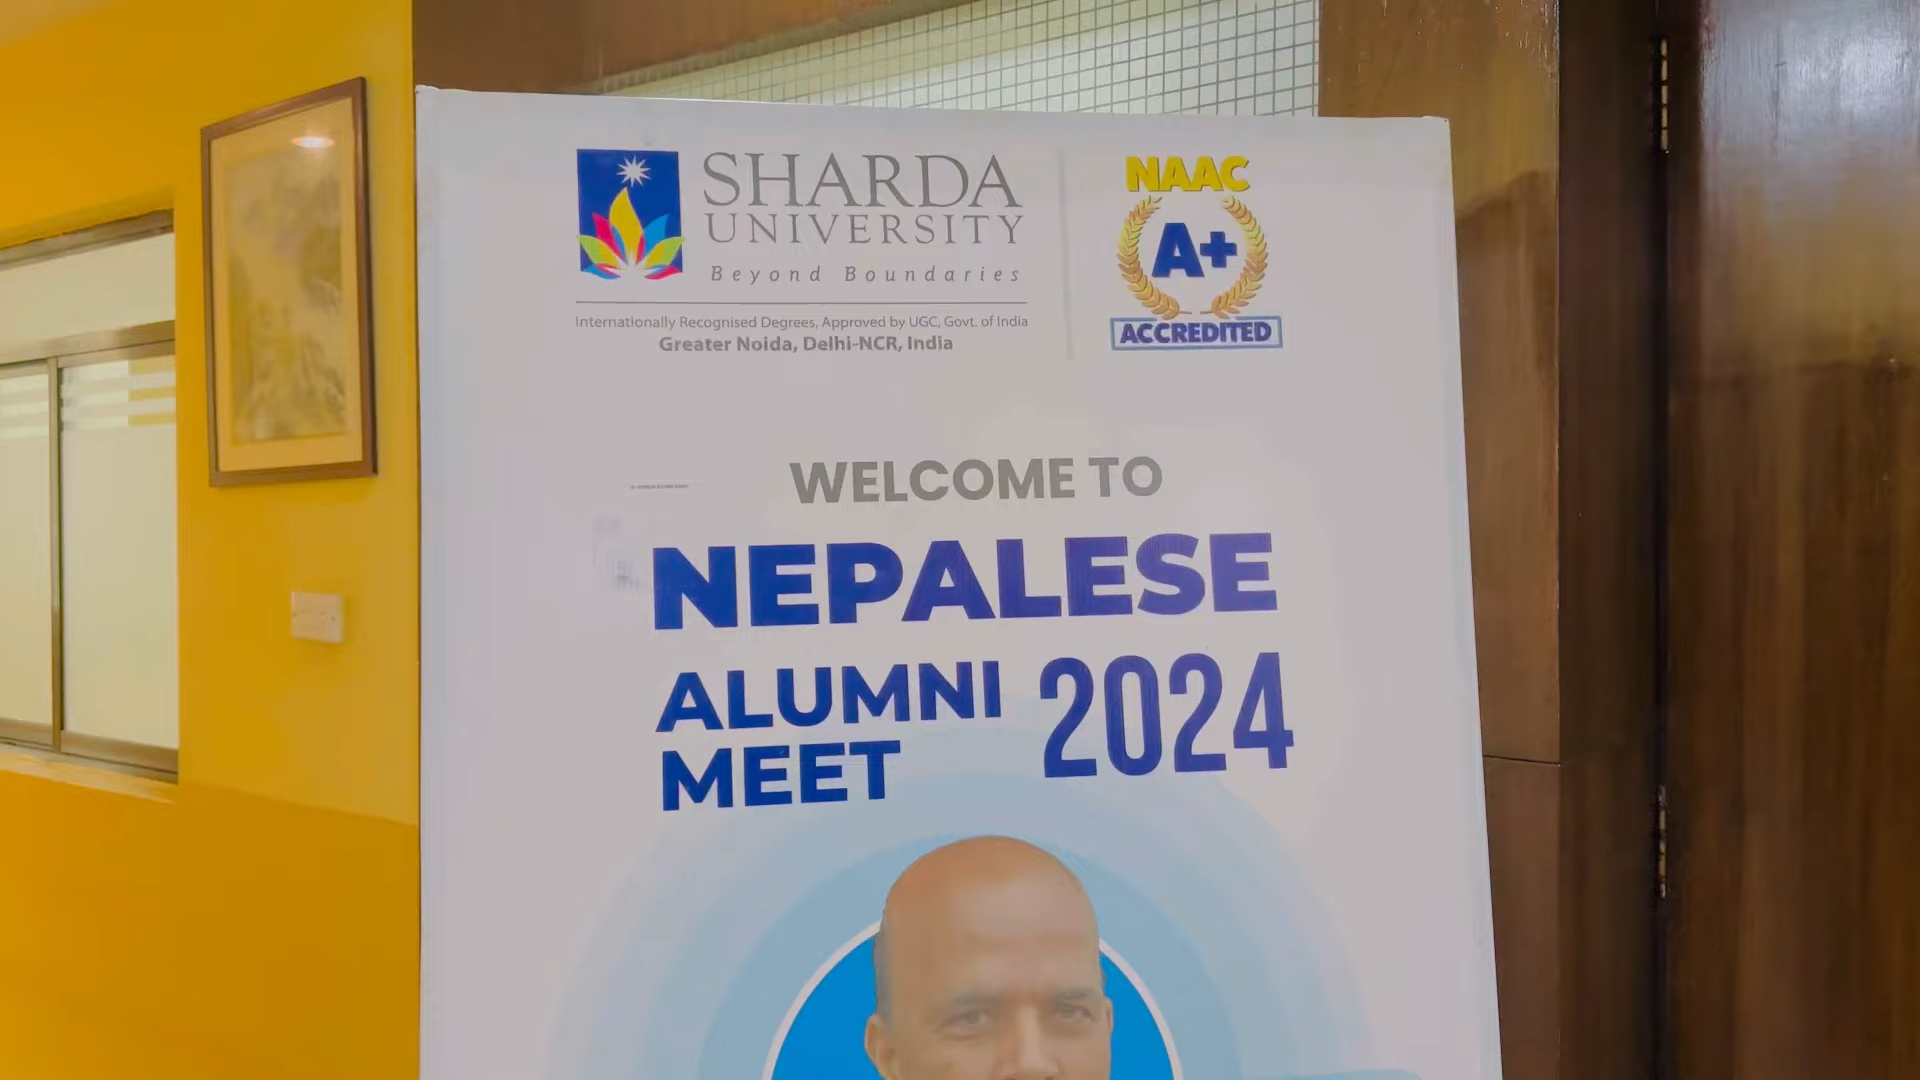 SHARDA
UNIVERSITY
Beyond Boundaries
Internationally Recognised Degrees, Approved by UGC, Govt. of India
Greater Noida, Delhi-NCR, India
NAAC
A+
ACCREDITED
WELCOME TO
NEPALESE
ALUMNI
MEET
2024